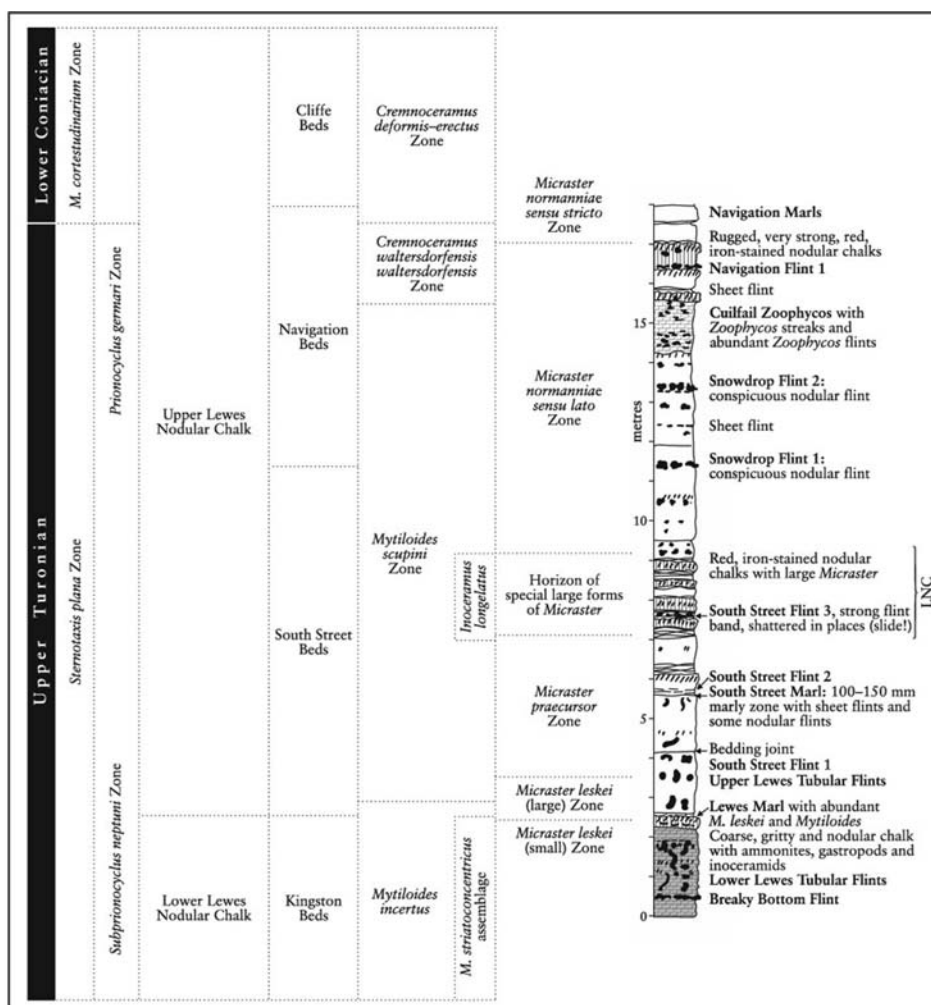 Lower Coniacian
Upper Turonian
M. cortestudinarium Zone
Sternotaxis plana Zone
Prionocyclus germari Zone
Subprionocyclus neptuni Zone
Upper Lewes
Nodular Chalk
Lower Lewes
Nodular Chalk
Cliffe
Beds
Navigation
Beds
South Street
Beds
Kingston
Beds
Cremnoceramus
deformis–erectus
Zone
Cremnoceramus
waltersdorfensis
waltersdorfensis
Zone
Mytiloides
scupini
Zone
Mytiloides
incertus
Inoceramus
longelatus
M. striatoconcentricus
assemblage
Micraster
normanniae
sensu stricto
Zone
Micraster
normanniae
sensu lato
Zone
Horizon of
special large forms
of Micraster
Micraster
praecursor
Zone
Micraster leskei
(large) Zone
Micraster leskei
(small) Zone
metres
15
10
5
0
Navigation Marls
Rugged, very strong, red,
iron-stained nodular chalks
Navigation Flint 1
Sheet flint
Cuilfail Zoophycos with
Zoophycos streaks and
abundant Zoophycos flints
Snowdrop Flint 2:
conspicuous nodular flint
Sheet flint
Snowdrop Flint 1:
conspicuous nodular flint
Red, iron-stained nodular
chalks with large Micraster
South Street Flint 3, strong flint
band, shattered in places (slide!)
LNC
South Street Flint 2
South Street Marl: 100–150 mm
marly zone with sheet flints and
some nodular flints
Bedding joint
South Street Flint 1
Upper Lewes Tubular Flints
Lewes Marl with abundant
M. leskei and Mytiloides
Coarse, gritty and nodular chalk
with ammonites, gastropods and
inoceramids
Lower Lewes Tubular Flints
Breaky Bottom Flint